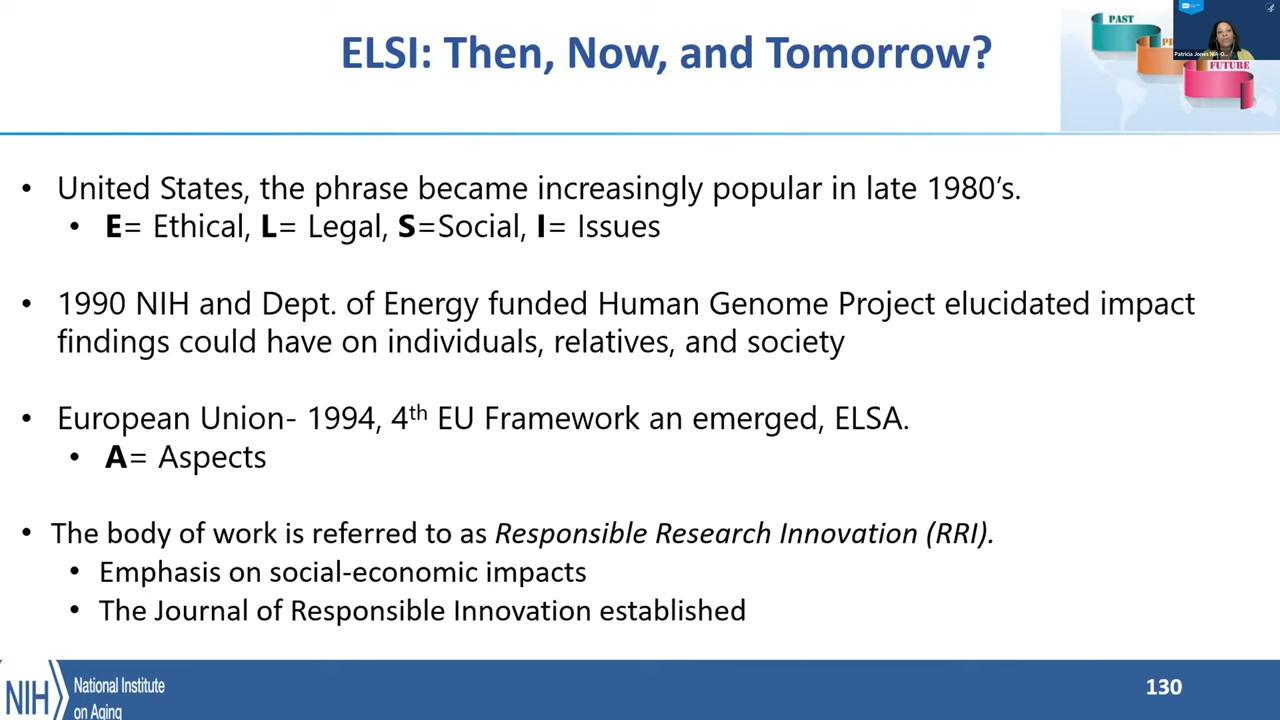 ELSI: Then, Now, and Tomorrow?
PAST
FUTURE
Patricia Jones NIA-O...
• United States, the phrase became increasingly popular in late 1980’s.
• E= Ethical, L= Legal, S=Social, I= Issues
• 1990 NIH and Dept. of Energy funded Human Genome Project elucidated impact
findings could have on individuals, relatives, and society
• European Union- 1994, 4th EU Framework an emerged, ELSA.
• A= Aspects
• The body of work is referred to as Responsible Research Innovation (RRI).
• Emphasis on social-economic impacts
• The Journal of Responsible Innovation established
NIH
National Institute
on Aging
130